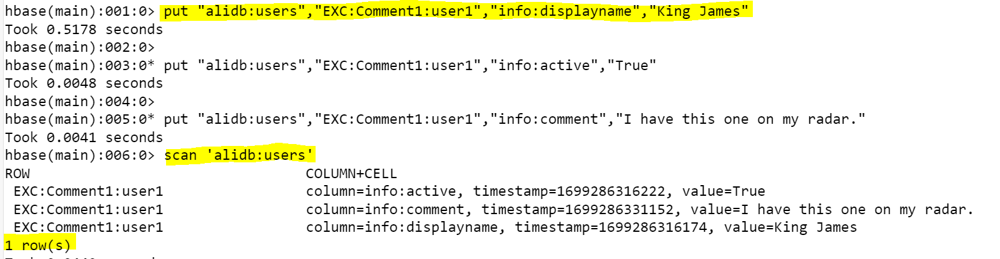 hbase(main):001:0> put "alidb:users","EXC:Comment1:user1","info:displayname","King James"
Took 0.5178 seconds
hbase(main):002:0>
hbase(main):003:0* put "alidb:users","EXC:Comment1:user1","info:active","True"
Took 0.0048 seconds
hbase(main):004:0>
hbase(main):005:0* put "alidb:users","EXC:Comment1:user1","info:comment","I have this one on my radar."
Took 0.0041 seconds
hbase(main):006:0> scan 'alidb:users'
ROW COLUMN+CELL
EXC:Comment1:user1 column=info:active, timestamp=1699286316222, value=True
EXC:Comment1:user1 column=info:comment, timestamp=1699286331152, value=I have this one on my radar.
EXC:Comment1:user1 column=info:displayname, timestamp=1699286316174, value=King James
1 row(s)